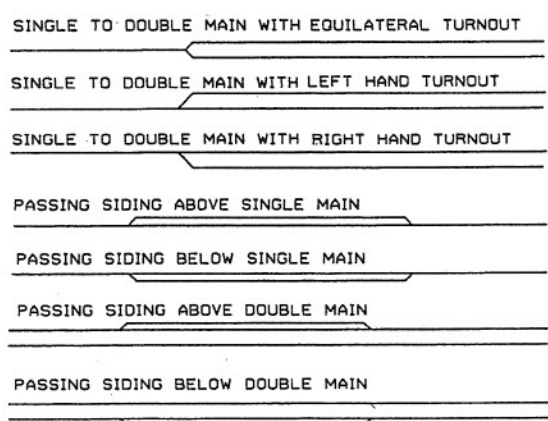 SINGLE TO DOUBLE MAIN WITH EQUILATERAL TURNOUT
SINGLE TO DOUBLE MAIN WITH LEFT HAND TURNOUT
SINGLE TO DOUBLE MAIN WITH RIGHT HAND TURNOUT
PASSING SIDING ABOVE SINGLE MAIN
PASSING SIDING BELOW SINGLE MAIN
PASSING SIDING ABOVE DOUBLE MAIN
PASSING SIDING BELOW DOUBLE MAIN